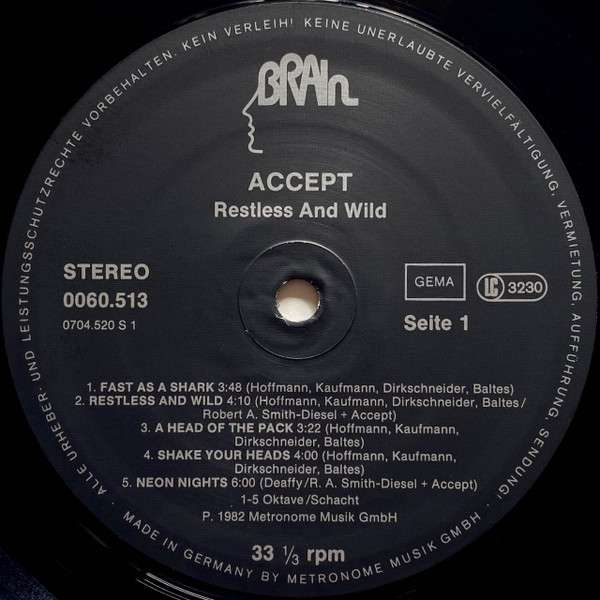 · ALLE URHEBER- UND LEISTUNGSSCHUTZRECHTE VORBEHALTEN. KEIN VERLEIH! KEINE UNERLAUBTE VERVIELFÄLTIGUNG, VERMIETUNG, AUFFÜHRUNG, SENDUNG! ·
BRAIN
ACCEPT
Restless And Wild
STEREO
0060.513
0704.520 S 1
GEMA
LC 3230
Seite 1
1. FAST AS A SHARK 3:48 (Hoffmann, Kaufmann, Dirkschneider, Baltes)
2. RESTLESS AND WILD 4:10 (Hoffmann, Kaufmann, Dirkschneider, Baltes/
Robert A. Smith-Diesel + Accept)
3. A HEAD OF THE PACK 3:22 (Hoffmann, Kaufmann,
Dirkschneider, Baltes)
4. SHAKE YOUR HEADS 4:00 (Hoffmann, Kaufmann,
Dirkschneider, Baltes)
5. NEON NIGHTS 6:00 (Deaffy/R. A. Smith-Diesel + Accept)
1-5 Oktave/Schacht
P. 1982 Metronome Musik GmbH
33 1/3 rpm
MADE IN GERMANY BY METRONOME MUSIK GMBH